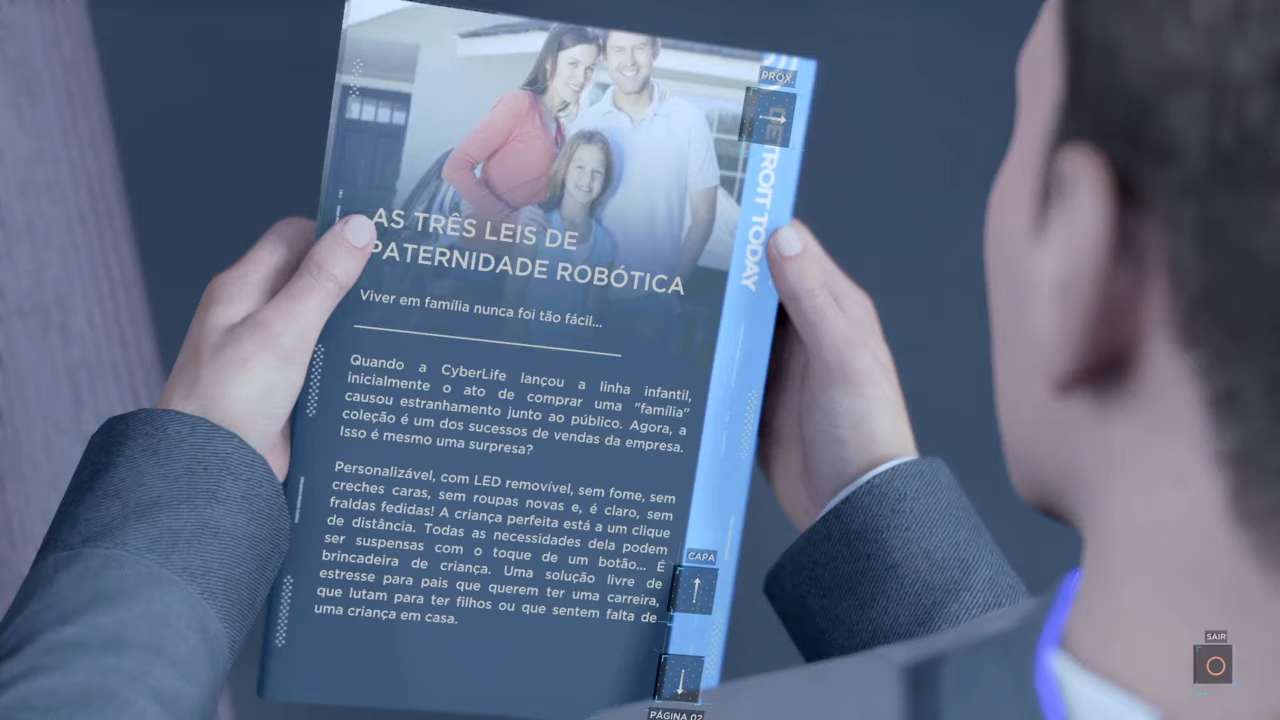 PRÓX.
DETROIT TODAY
AS TRÊS LEIS DE
PATERNIDADE ROBÓTICA
Viver em família nunca foi tão fácil...
Quando a CyberLife lançou a linha infantil,
inicialmente o ato de comprar uma "família"
causou estranhamento junto ao público. Agora, a
coleção é um dos sucessos de vendas da empresa.
Isso é mesmo uma surpresa?
Personalizável, com LED removível, sem fome, sem
creches caras, sem roupas novas e, é claro, sem
fraldas fedidas! A criança perfeita está a um clique
de distância. Todas as necessidades dela podem
ser suspensas com o toque de um botão... É
brincadeira de criança. Uma solução livre de
estresse para pais que querem ter uma carreira,
que lutam para ter filhos ou que sentem falta de
uma criança em casa.
CAPA
PÁGINA 02
SAIR